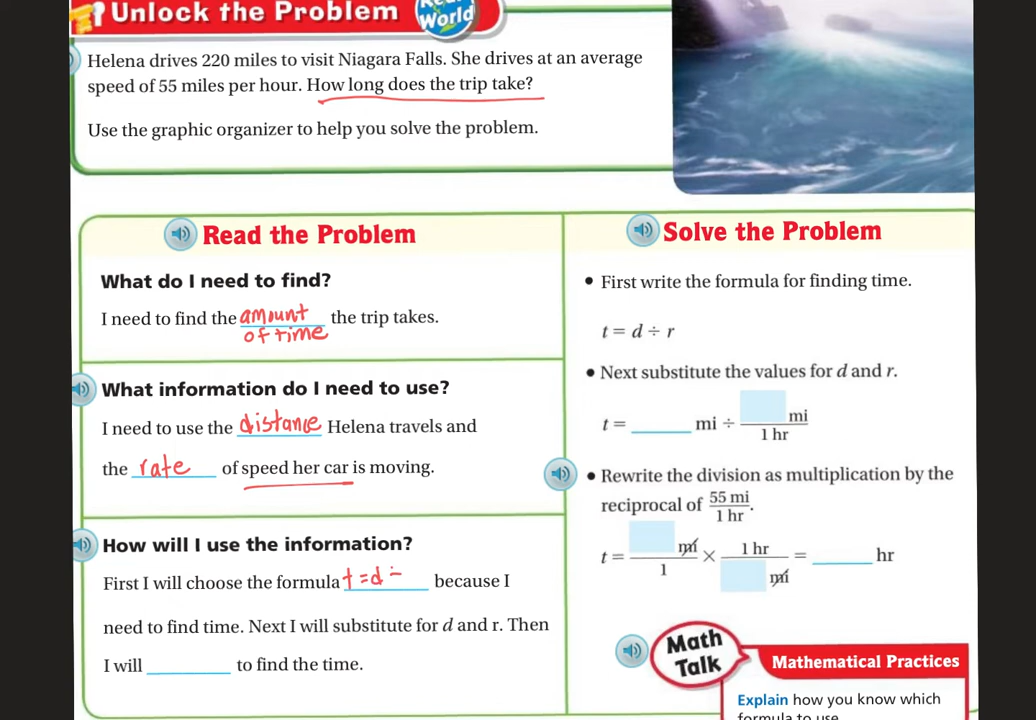 Unlock the Problem
World
Helena drives 220 miles to visit Niagara Falls. She drives at an average
speed of 55 miles per hour. How long does the trip take?
Use the graphic organizer to help you solve the problem.
Read the Problem
What do I need to find?
I need to find the amount of time the trip takes.
What information do I need to use?
I need to use the distance Helena travels and
the rate of speed her car is moving.
How will I use the information?
First I will choose the formula t = d ÷ because I
need to find time. Next I will substitute for d and r. Then
I will ______ to find the time.
Solve the Problem
• First write the formula for finding time.
t = d ÷ r
• Next substitute the values for d and r.
t = ______ mi ÷ mi / 1 hr
• Rewrite the division as multiplication by the
reciprocal of 55 mi / 1 hr.
t = mi / 1 × 1 hr / mi = ______ hr
Math
Talk
Mathematical Practices
Explain how you know which
formula to use